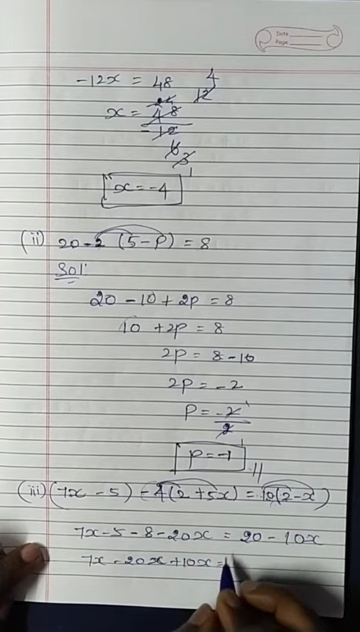 Date
Page
-12x = 48
x = 48/-12
x = -4
(ii) 20 - 2 (5 - P) = 8
Sol:
20 - 10 + 2P = 8
10 + 2P = 8
2P = 8 - 10
2P = -2
P = -2/2
P = -1
(iii) (7x - 5) - 4(2 + 5x) = 10(2 - x)
7x - 5 - 8 - 20x = 20 - 10x
7x - 20x + 10x =